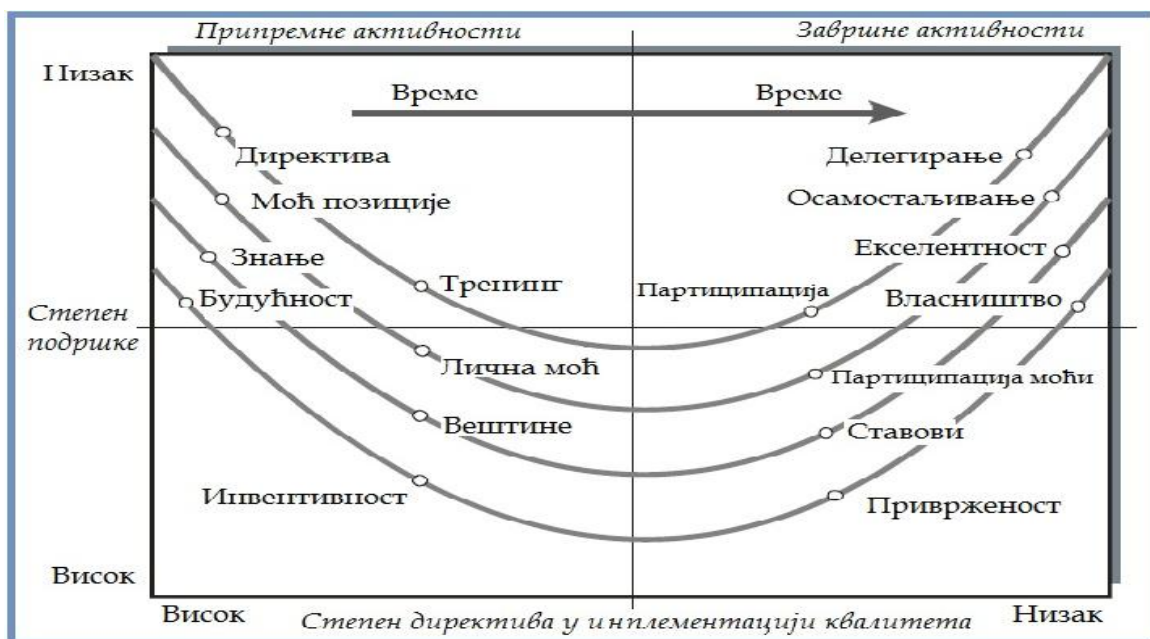 Припремне активности
Завршне активности
Низак
Време
Време
Директива
Делегирање
Моћ позиције
Осамостаљивање
Знање
Екселентност
Будућност
Тренинг
Партиципација
Власништво
Степен
подршке
Лична моћ
Партиципација моћи
Вештине
Ставови
Инвентивност
Приврженост
Висок
Висок
Степен директива у инплементацији квалитета
Низак